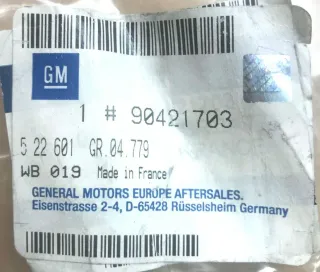 GM
1 # 90421703
5 22 601 GR.04.779
WB 019 Made in France
GENERAL MOTORS EUROPE AFTERSALES.
Eisenstrasse 2-4, D-65428 Rüsselsheim Germany